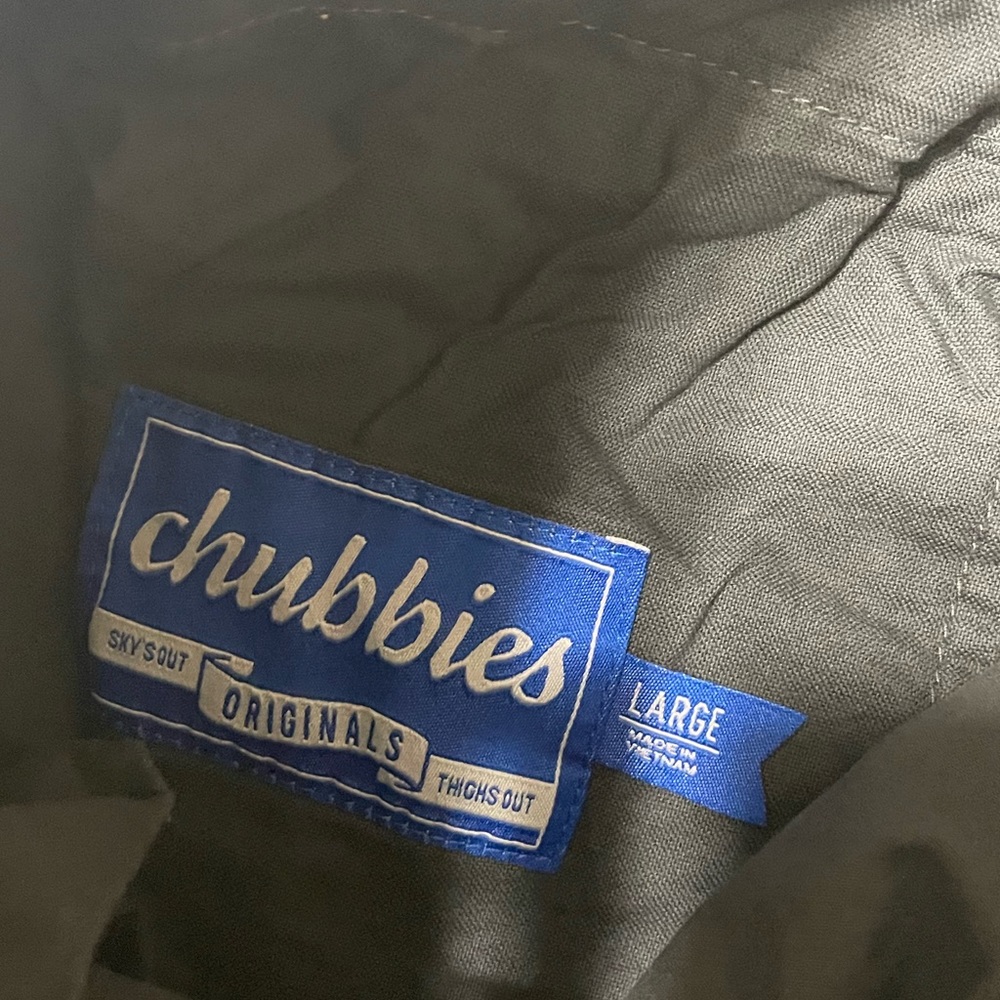 chubbies
SKY'S OUT
ORIGINALS
THIGHS OUT
LARGE
MADE IN
VIETNAM